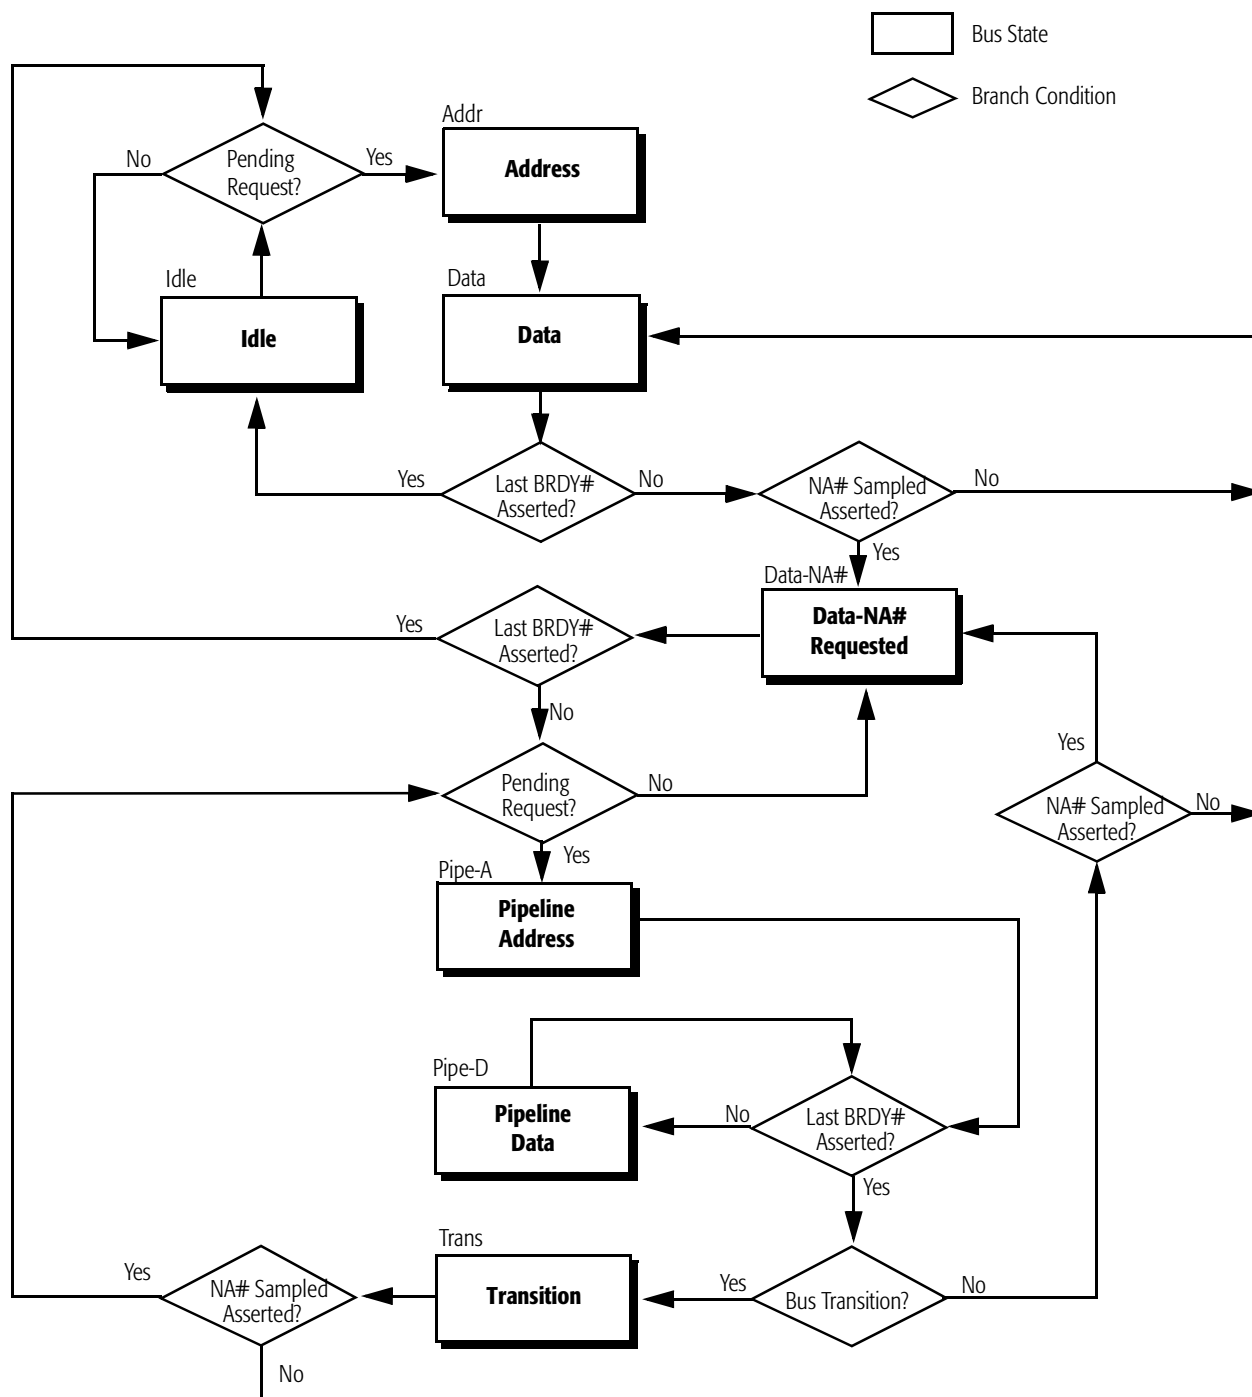 Bus State
Branch Condition
Addr
No
Pending
Request?
Yes
Address
Idle
Idle
Data
Data
Yes
Last BRDY#
Asserted?
No
NA# Sampled
Asserted?
No
Yes
Data-NA#
Data-NA#
Requested
Yes
Last BRDY#
Asserted?
No
Pending
Request?
No
Yes
Yes
NA# Sampled
Asserted?
No
Pipe-A
Pipeline
Address
Pipe-D
Pipeline
Data
No
Last BRDY#
Asserted?
Yes
Trans
Transition
Yes
Bus Transition?
No
Yes
NA# Sampled
Asserted?
No